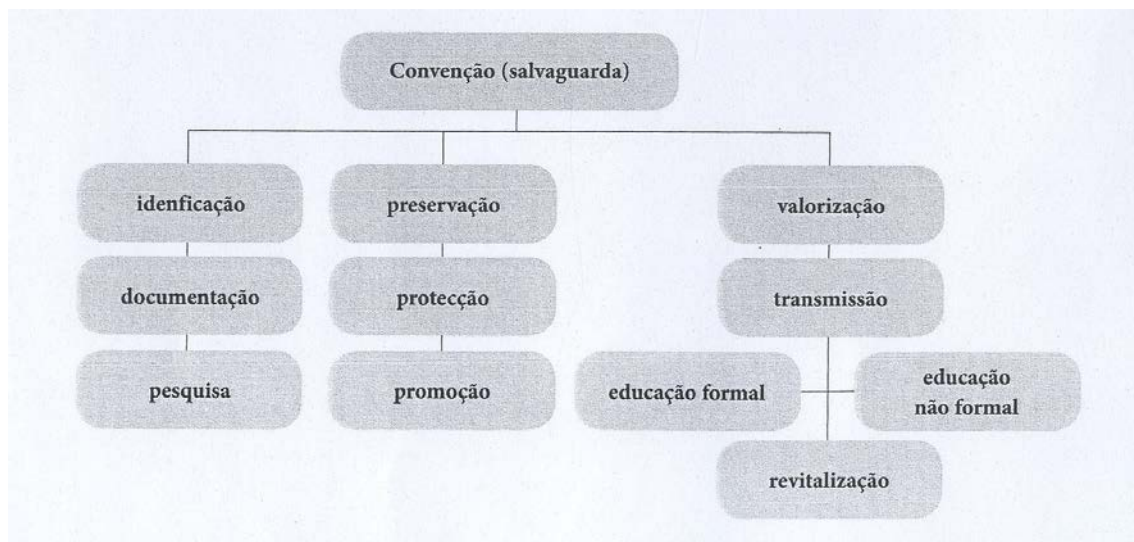 Convenção (salvaguarda)
idenficação
preservação
valorização
documentação
protecção
transmissão
pesquisa
promoção
educação formal
educação
não formal
revitalização